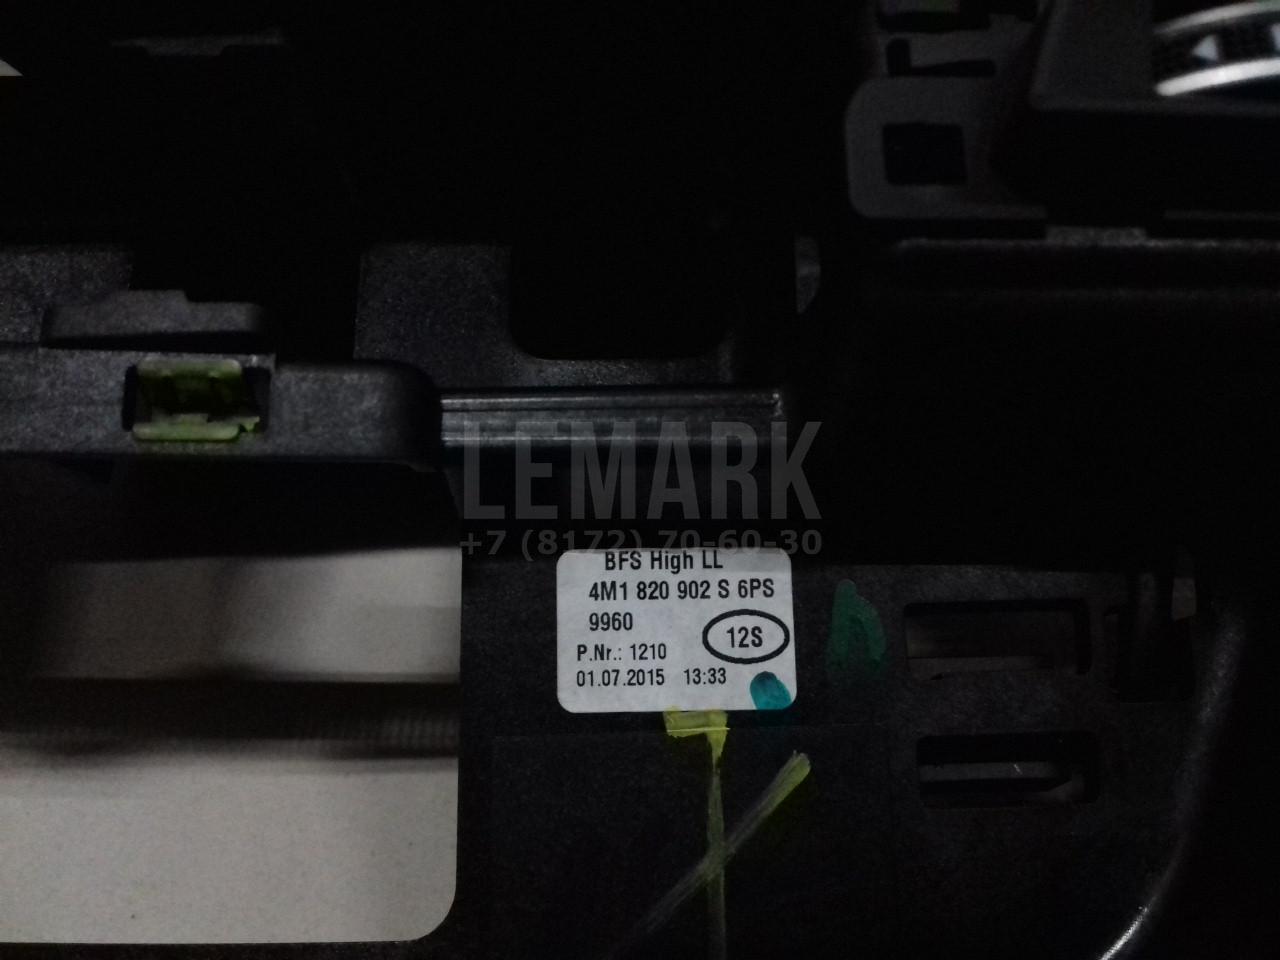 LEMARK
+7 (8172) 70-60-30
BFS High LL
4M1 820 902 S 6PS
9960
12S
P.Nr.: 1210
01.07.2015 13:33